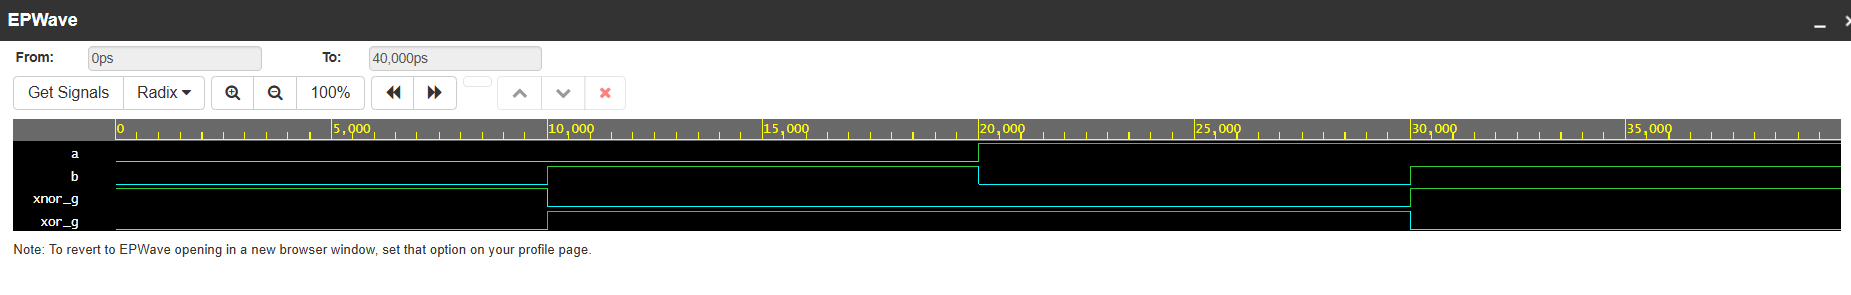 EPWave
From: 0ps To: 40,000ps
Get Signals Radix 100%
0 5,000 10,000 15,000 20,000 25,000 30,000 35,000
a
b
xnor_g
xor_g
Note: To revert to EPWave opening in a new browser window, set that option on your profile page.